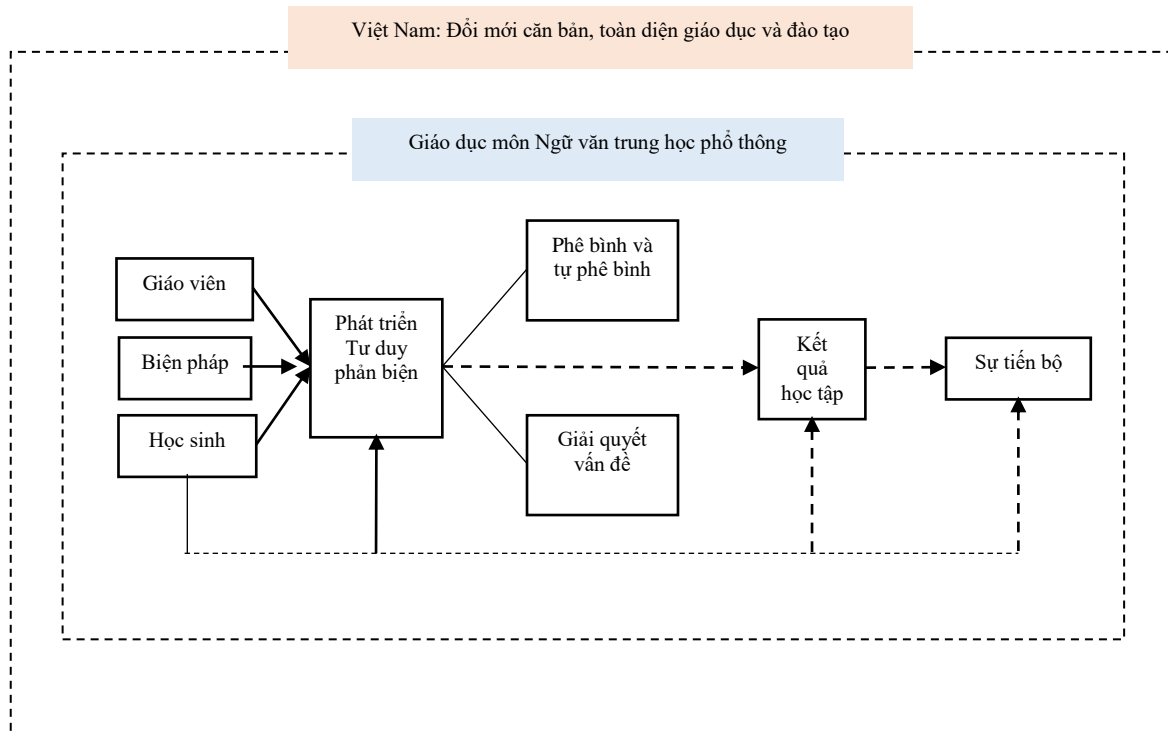 Việt Nam: Đổi mới căn bản, toàn diện giáo dục và đào tạo
Giáo dục môn Ngữ văn trung học phổ thông
Giáo viên
Biện pháp
Học sinh
Phát triển
Tư duy
phản biện
Phê bình và
tự phê bình
Giải quyết
vấn đề
Kết
quả
học tập
Sự tiến bộ